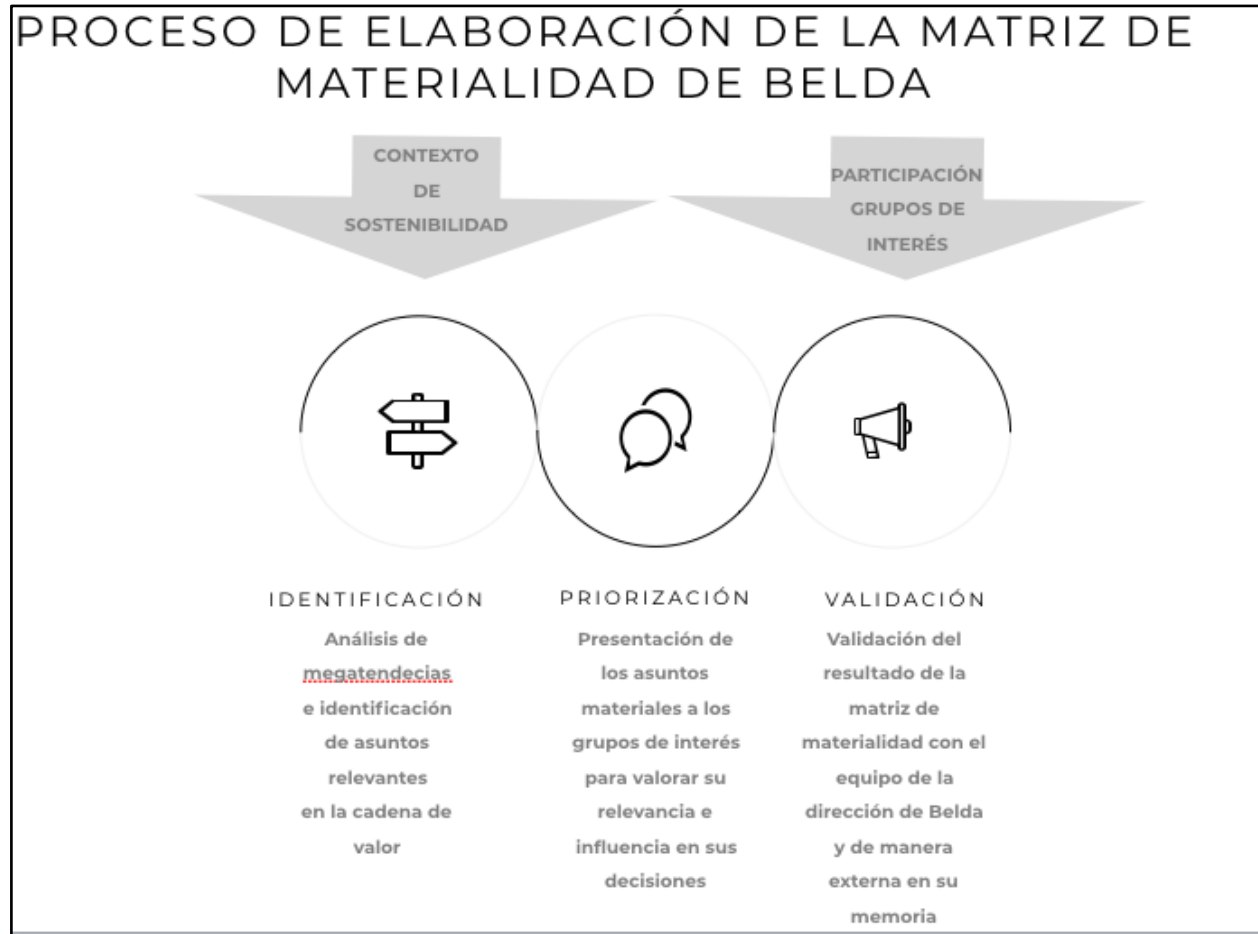 PROCESO DE ELABORACIÓN DE LA MATRIZ DE
MATERIALIDAD DE BELDA
CONTEXTO
DE
SOSTENIBILIDAD
PARTICIPACIÓN
GRUPOS DE
INTERÉS
IDENTIFICACIÓN
Análisis de
megatendecias
e identificación
de asuntos
relevantes
en la cadena de
valor
PRIORIZACIÓN
Presentación de
los asuntos
materiales a los
grupos de interés
para valorar su
relevancia e
influencia en sus
decisiones
VALIDACIÓN
Validación del
resultado de la
matriz de
materialidad con el
equipo de la
dirección de Belda
y de manera
externa en su
memoria